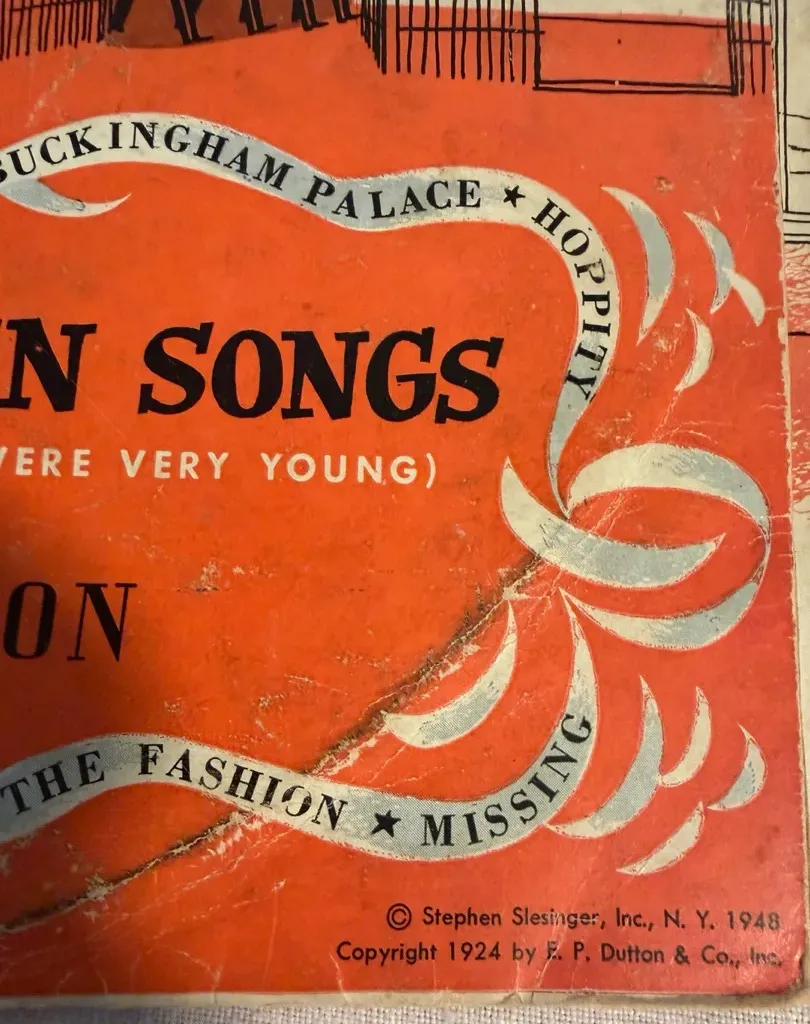 BUCKINGHAM PALACE ★ HOPPITY
N SONGS
ERE VERY YOUNG)
ON
THE FASHION ★ MISSING
© Stephen Slesinger, Inc., N. Y. 1948
Copyright 1924 by E. P. Dutton & Co., Inc.